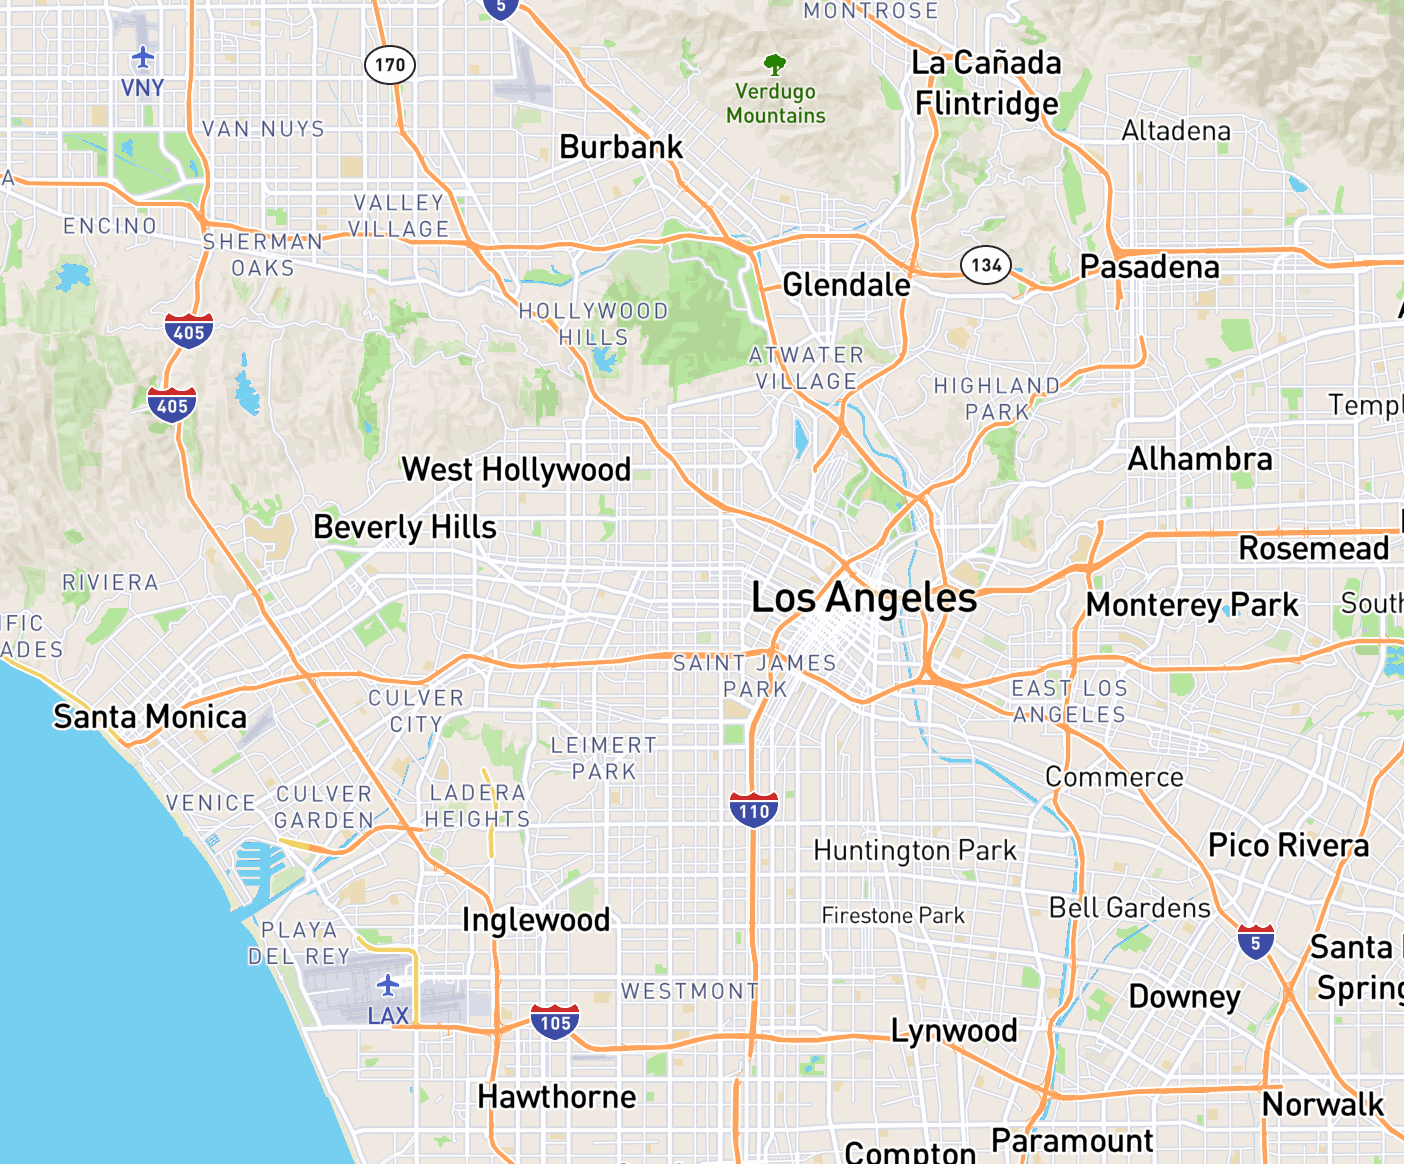 5
MONTROSE
170
VNY
La Cañada
Flintridge
Verdugo
Mountains
VAN NUYS
Burbank
Altadena
A
VALLEY
VILLAGE
ENCINO
SHERMAN
OAKS
134
Pasadena
Glendale
HOLLYWOOD
HILLS
405
ATWATER
VILLAGE
HIGHLAND
PARK
405
Templ
Alhambra
West Hollywood
Beverly Hills
Rosemead
RIVIERA
Los Angeles
Monterey Park
South
IFIC
ADES
SAINT JAMES
PARK
EAST LOS
ANGELES
CULVER
CITY
Santa Monica
LEIMERT
PARK
Commerce
VENICE
CULVER
GARDEN
LADERA
HEIGHTS
110
Huntington Park
Pico Rivera
Inglewood
Firestone Park
Bell Gardens
PLAYA
DEL REY
5
Santa
Spring
WESTMONT
Downey
LAX
105
Lynwood
Hawthorne
Norwalk
Paramount
Compton